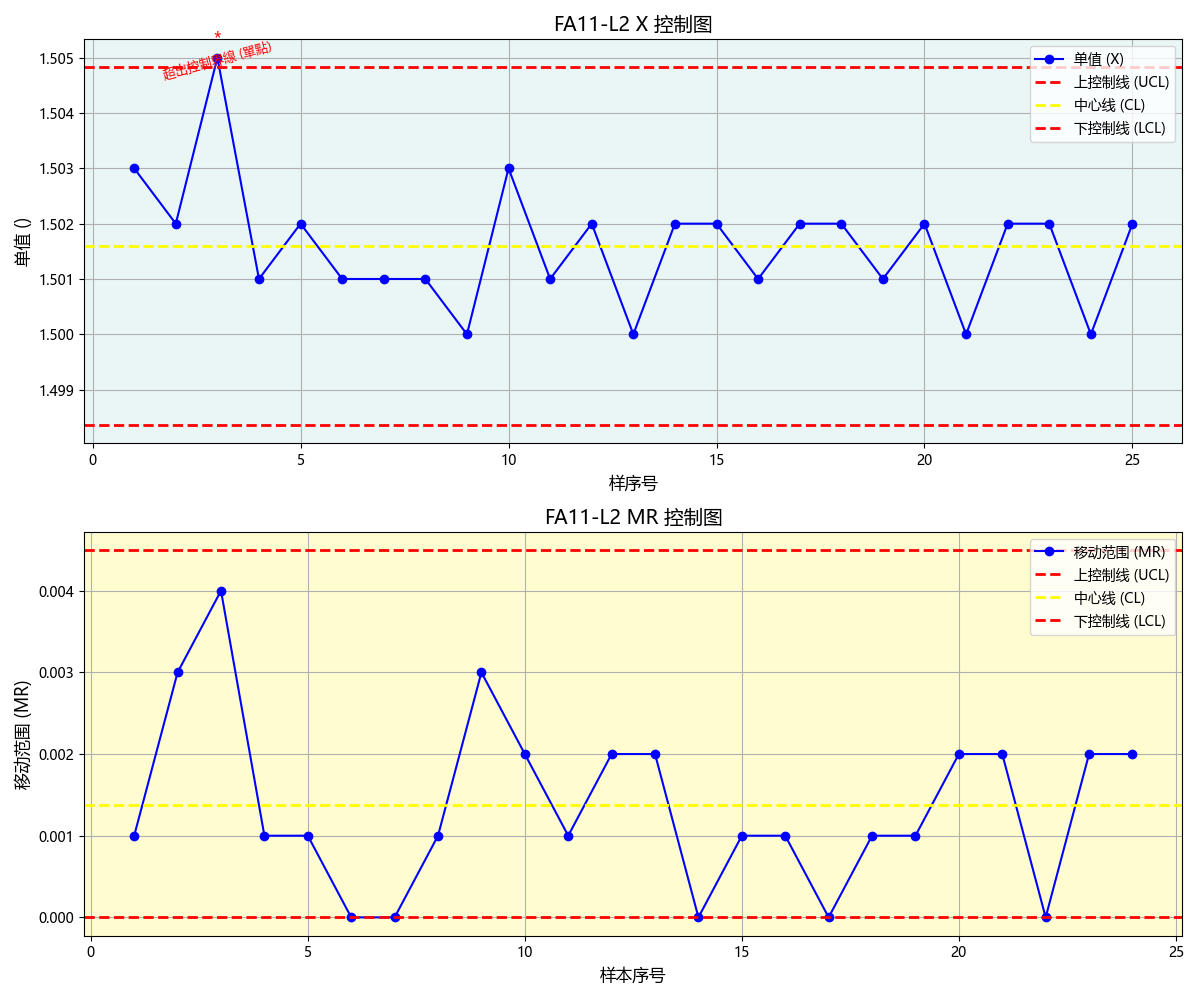 FA11-L2 X 控制图
*
超出控制界線 (單點)
单值 (X)
上控制线 (UCL)
中心线 (CL)
下控制线 (LCL)
1.505
1.504
1.503
1.502
1.501
1.500
1.499
单值 ()
0 5 10 15 20 25
样序号
FA11-L2 MR 控制图
移动范围 (MR)
上控制线 (UCL)
中心线 (CL)
下控制线 (LCL)
0.004
0.003
0.002
0.001
0.000
移动范围 (MR)
0 5 10 15 20 25
样本序号